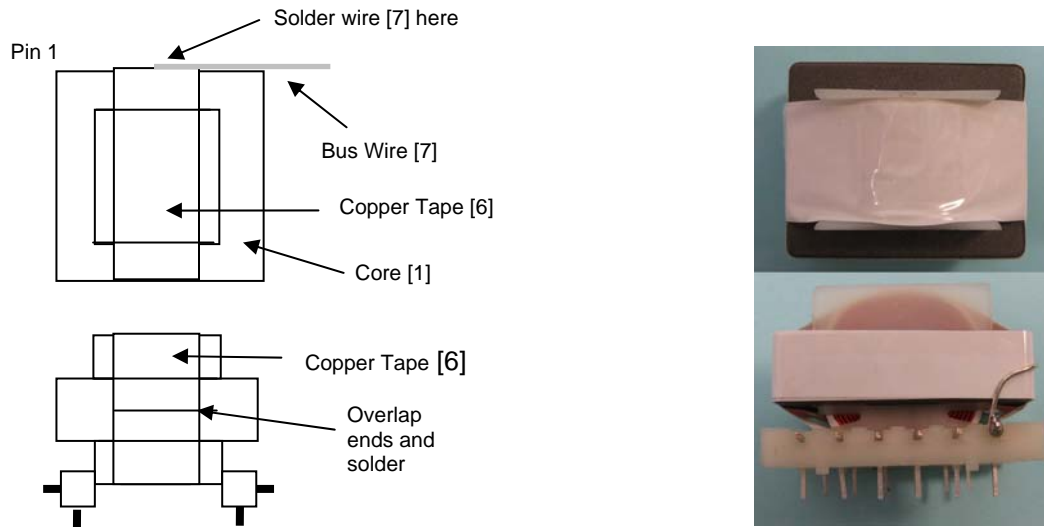 Solder wire [7] here
Pin 1
Bus Wire [7]
Copper Tape [6]
Core [1]
Copper Tape [6]
Overlap
ends and
solder